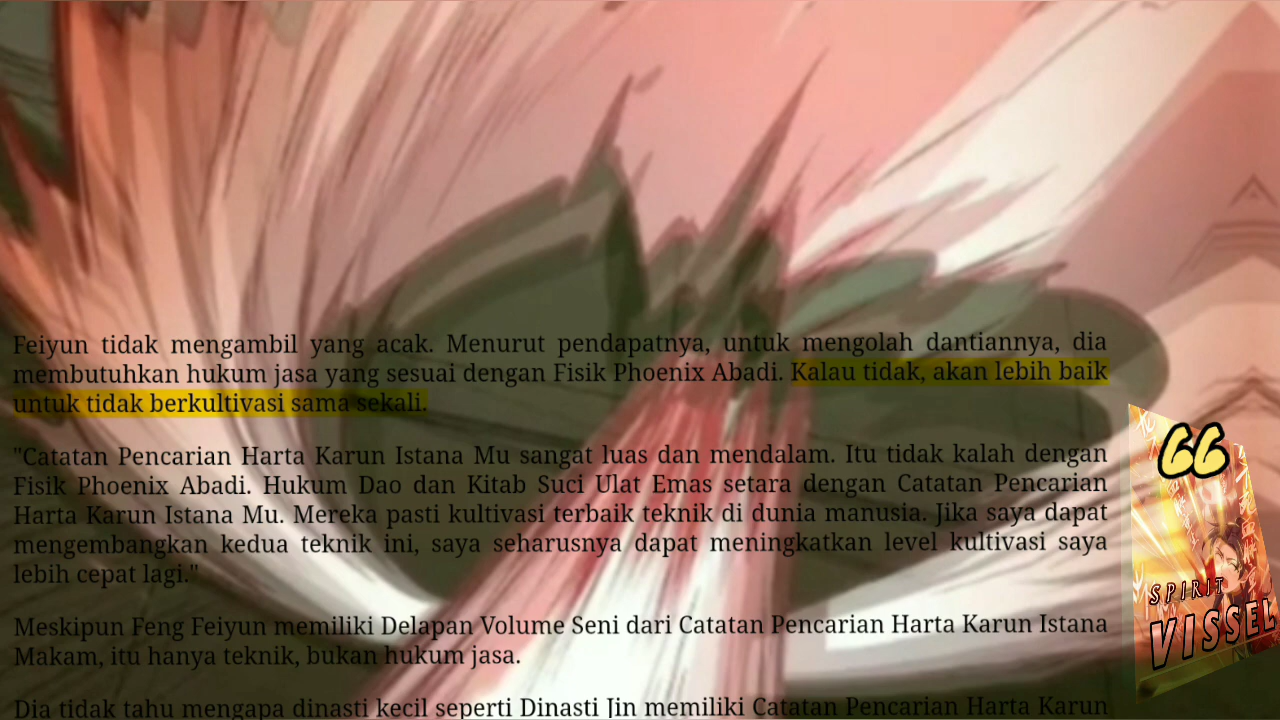 Feiyun tidak mengambil yang acak. Menurut pendapatnya, untuk mengolah dantiannya, dia
membutuhkan hukum jasa yang sesuai dengan Fisik Phoenix Abadi. Kalau tidak, akan lebih baik
untuk tidak berkultivasi sama sekali.
"Catatan Pencarian Harta Karun Istana Mu sangat luas dan mendalam. Itu tidak kalah dengan
Fisik Phoenix Abadi. Hukum Dao dan Kitab Suci Ulat Emas setara dengan Catatan Pencarian
Harta Karun Istana Mu. Mereka pasti kultivasi terbaik teknik di dunia manusia. Jika saya dapat
mengembangkan kedua teknik ini, saya seharusnya dapat meningkatkan level kultivasi saya
lebih cepat lagi."
Meskipun Feng Feiyun memiliki Delapan Volume Seni dari Catatan Pencarian Harta Karun Istana
Makam, itu hanya teknik, bukan hukum jasa.
Dia tidak tahu mengapa dinasti kecil seperti Dinasti Jin memiliki Catatan Pencarian Harta Karun
66
SPIRIT
VISSEL